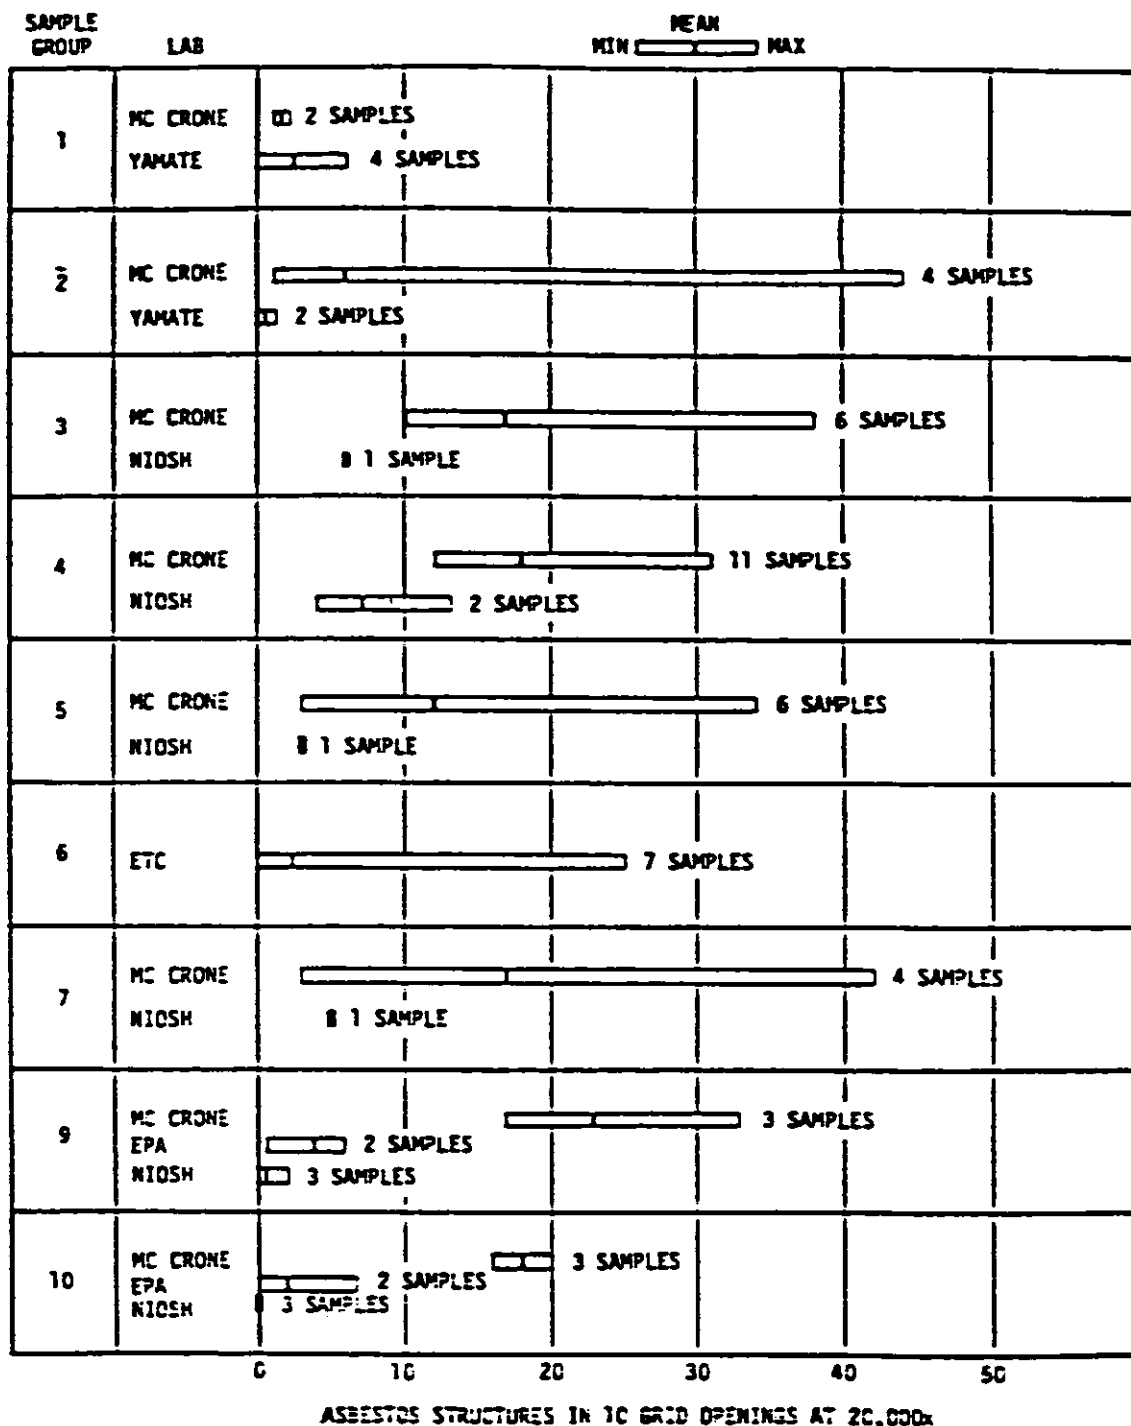 SAMPLE GROUP
LAB
MEAN
MIN MAX
1
MC CRONE 2 SAMPLES
YAMATE 4 SAMPLES
2
MC CRONE 4 SAMPLES
YAMATE 2 SAMPLES
3
MC CRONE 6 SAMPLES
NIOSH 1 SAMPLE
4
MC CRONE 11 SAMPLES
NIOSH 2 SAMPLES
5
MC CRONE 6 SAMPLES
NIOSH 1 SAMPLE
6
ETC 7 SAMPLES
7
MC CRONE 4 SAMPLES
NIOSH 1 SAMPLE
9
MC CRONE 3 SAMPLES
EPA 2 SAMPLES
NIOSH 3 SAMPLES
10
MC CRONE 3 SAMPLES
EPA 2 SAMPLES
NIOSH 3 SAMPLES
0 10 20 30 40 50
ASBESTOS STRUCTURES IN 10 GRID OPENINGS AT 20,000x